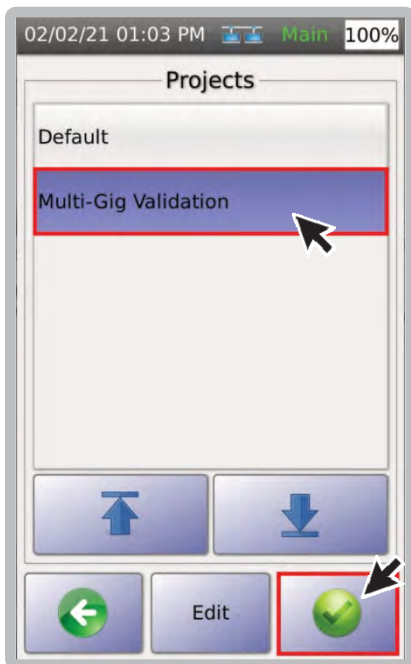 02/02/21 01:03 PM Main 100%
Projects
Default
Multi-Gig Validation
Edit